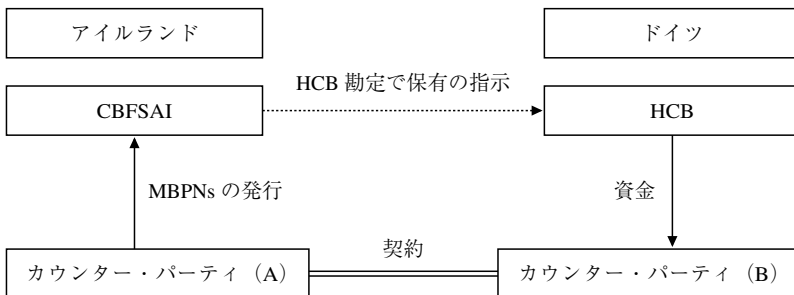 アイルランド
ドイツ
HCB 勘定で保有の指示
CBFSAI
HCB
MBPNs の発行
資金
契約
カウンター・パーティ（A）
カウンター・パーティ（B）